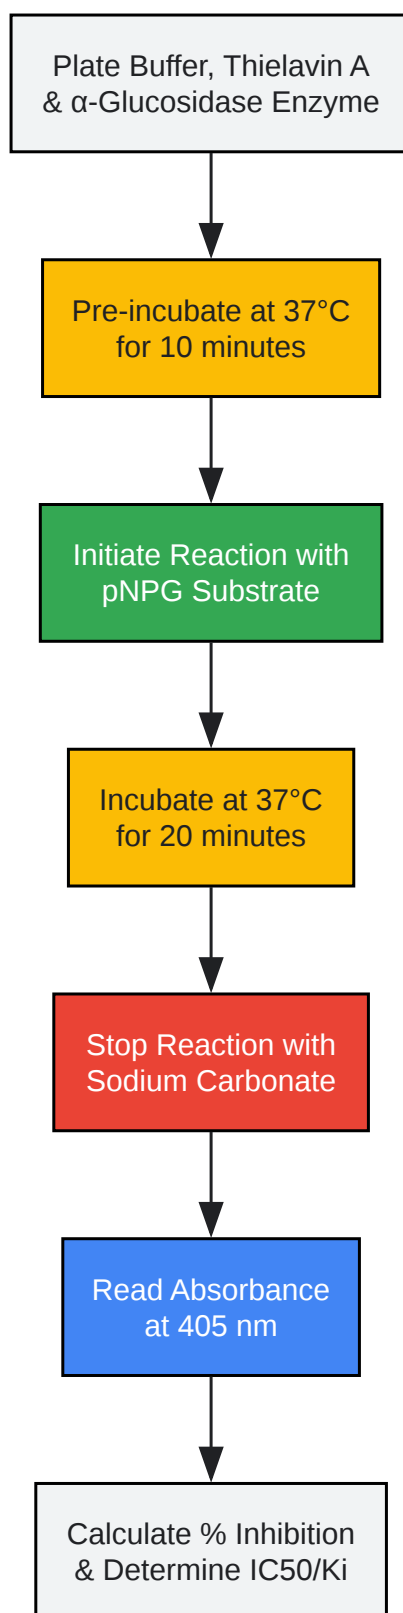 Plate Buffer, Thielavin A
& α-Glucosidase Enzyme
Pre-incubate at 37°C
for 10 minutes
Initiate Reaction with
pNPG Substrate
Incubate at 37°C
for 20 minutes
Stop Reaction with
Sodium Carbonate
Read Absorbance
at 405 nm
Calculate % Inhibition
& Determine IC50/Ki